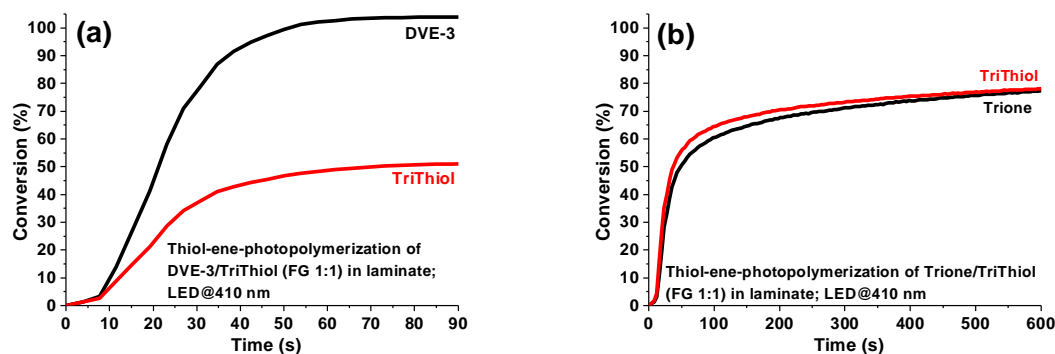 (a)
DVE-3
TriThiol
Thiol-ene-photopolymerization of
DVE-3/TriThiol (FG 1:1) in laminate;
LED@410 nm
Conversion (%)
100
90
80
70
60
50
40
30
20
10
0
0 10 20 30 40 50 60 70 80 90
Time (s)
(b)
TriThiol
Trione
Thiol-ene-photopolymerization of Trione/TriThiol
(FG 1:1) in laminate; LED@410 nm
Conversion (%)
100
90
80
70
60
50
40
30
20
10
0
0 100 200 300 400 500 600
Time (s)